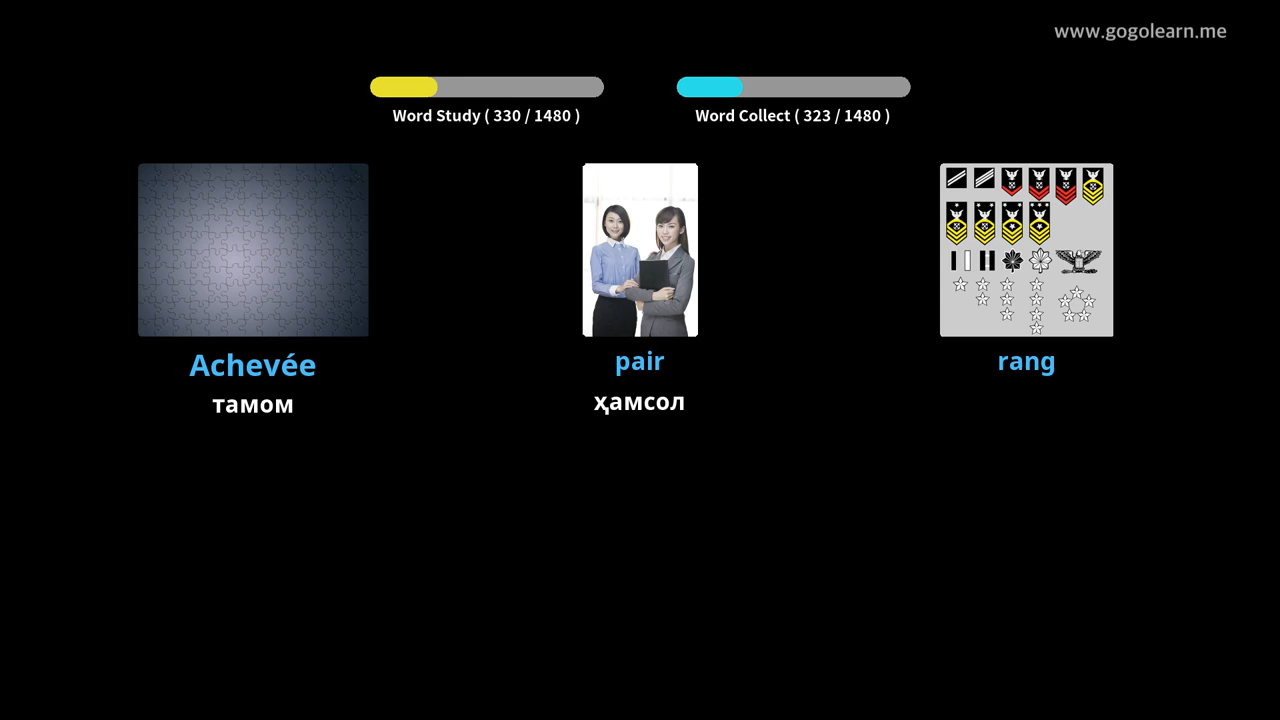 www.gogolearn.me
Word Study ( 330 / 1480 )
Word Collect ( 323 / 1480 )
Achevée
тамом
pair
ҳамсол
rang